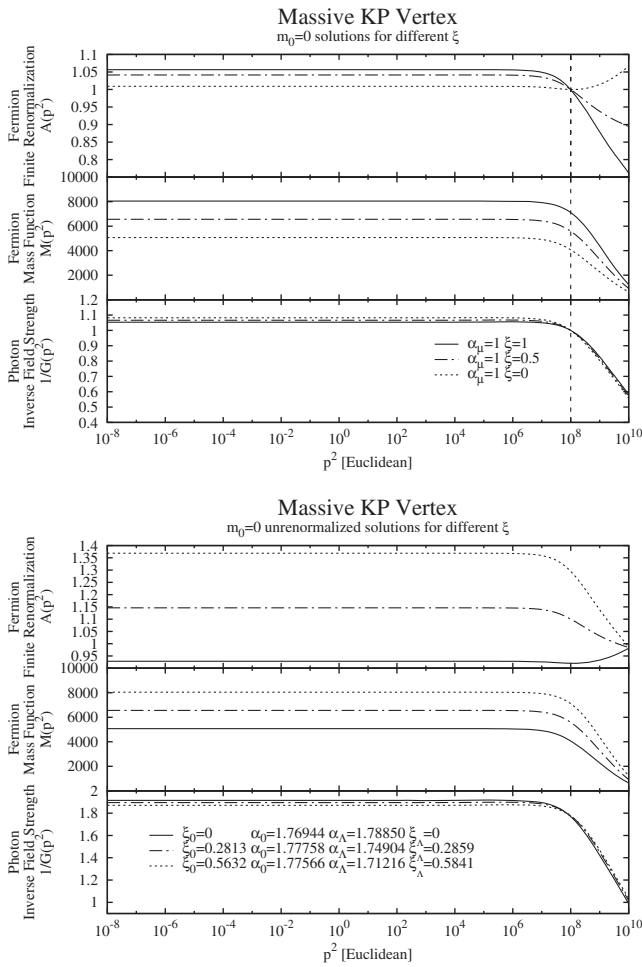 Massive KP Vertex
m₀=0 solutions for different ξ
Fermion
Finite Renormalization
A(p²)
1.1
1.05
1
0.95
0.9
0.85
0.8
Fermion
Mass Function
M(p²)
10000
8000
6000
4000
2000
Photon
Inverse Field Strength
1/G(p²)
1.2
1.1
1.0
0.9
0.8
0.7
0.6
0.5
0.4
α_μ=1 ξ=1
α_μ=1 ξ=0.5
α_μ=1 ξ=0
10⁻⁸ 10⁻⁶ 10⁻⁴ 10⁻² 10⁰ 10² 10⁴ 10⁶ 10⁸ 10¹⁰
p² [Euclidean]
Massive KP Vertex
m₀=0 unrenormalized solutions for different ξ
Fermion
Finite Renormalization
A(p²)
1.4
1.35
1.25
1.15
1.1
1
0.95
Fermion
Mass Function
M(p²)
10000
8000
6000
4000
2000
Photon
Inverse Field Strength
1/G(p²)
2
1.8
1.6
1.4
1.2
1
ξ₀=0 α₀=1.76944 α_Λ=1.78850 ξ_Λ=0
ξ₀=0.2813 α₀=1.77758 α_Λ=1.74904 ξ_Λ=0.2859
ξ₀=0.5632 α₀=1.77566 α_Λ=1.71216 ξ_Λ=0.5841
10⁻⁸ 10⁻⁶ 10⁻⁴ 10⁻² 10⁰ 10² 10⁴ 10⁶ 10⁸ 10¹⁰
p² [Euclidean]